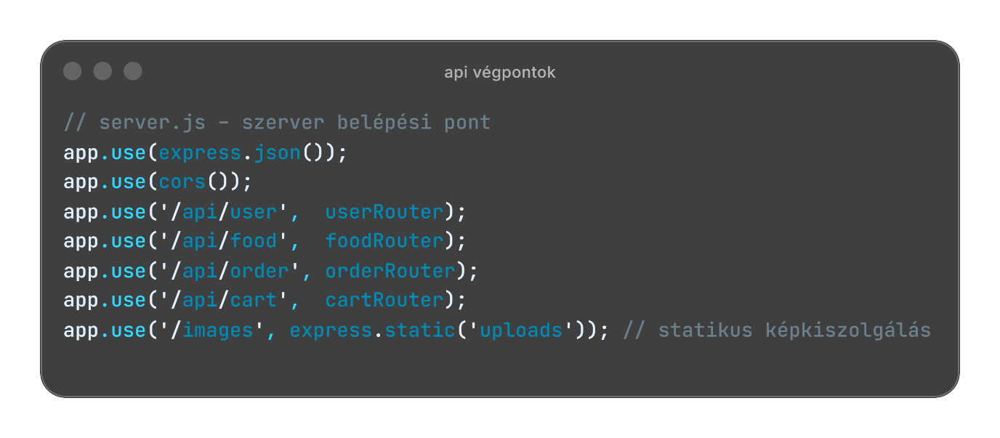 api végpontok
// server.js – szerver belépési pont
app.use(express.json());
app.use(cors());
app.use('/api/user',  userRouter);
app.use('/api/food',  foodRouter);
app.use('/api/order', orderRouter);
app.use('/api/cart',  cartRouter);
app.use('/images', express.static('uploads')); // statikus képkiszolgálás